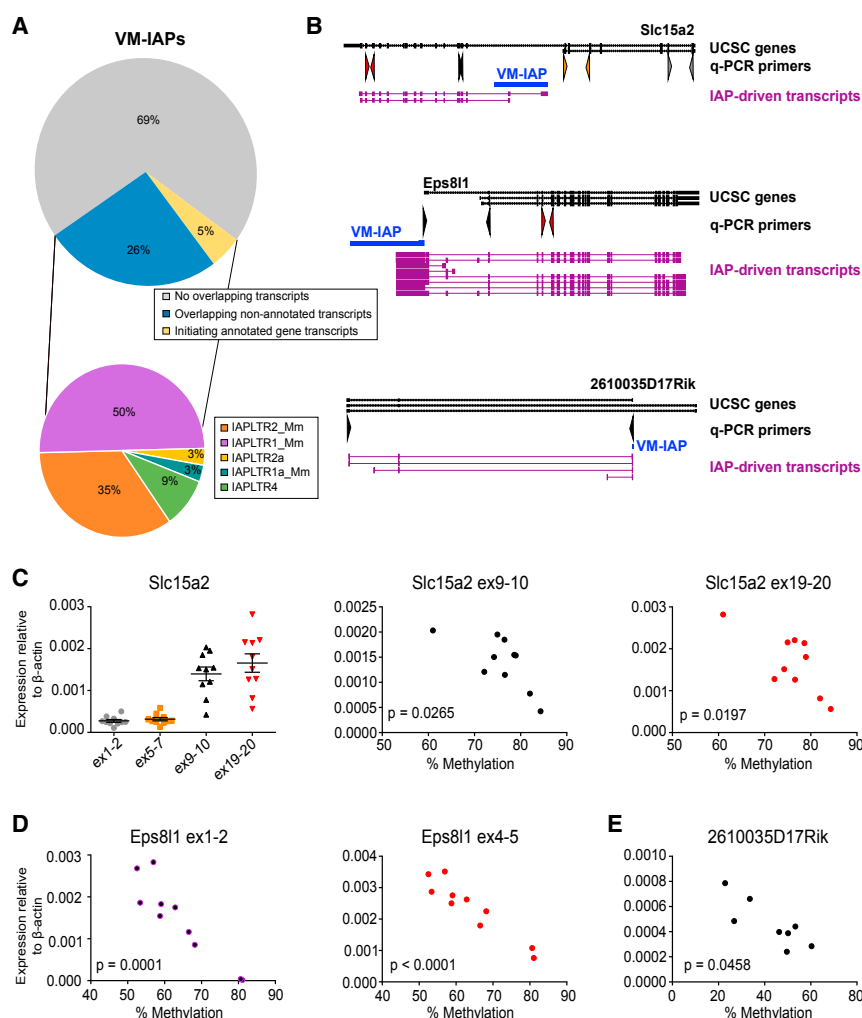 A
VM-IAPs
69%
26%
5%
No overlapping transcripts
Overlapping non-annotated transcripts
Initiating annotated gene transcripts
50%
35%
9%
3%
3%
IAPLTR2_Mm
IAPLTR1_Mm
IAPLTR2a
IAPLTR1a_Mm
IAPLTR4
B
Slc15a2
UCSC genes
q-PCR primers
VM-IAP
IAP-driven transcripts
Eps8l1
UCSC genes
q-PCR primers
VM-IAP
IAP-driven transcripts
2610035D17Rik
UCSC genes
q-PCR primers
VM-IAP
IAP-driven transcripts
C
Slc15a2
Expression relative
to β-actin
0.003
0.002
0.001
0.000
ex1-2
ex5-7
ex9-10
ex19-20
Slc15a2 ex9-10
0.0025
0.0020
0.0015
0.0010
0.0005
0.0000
p = 0.0265
50 60 70 80 90
% Methylation
Slc15a2 ex19-20
0.003
0.002
0.001
0.000
p = 0.0197
50 60 70 80 90
% Methylation
D
Eps8l1 ex1-2
Expression relative
to β-actin
0.003
0.002
0.001
0.000
p = 0.0001
40 50 60 70 80 90
% Methylation
Eps8l1 ex4-5
0.004
0.003
0.002
0.001
0.000
p < 0.0001
40 50 60 70 80 90
% Methylation
E
2610035D17Rik
0.0010
0.0008
0.0006
0.0004
0.0002
0.0000
p = 0.0458
0 20 40 60 80
% Methylation